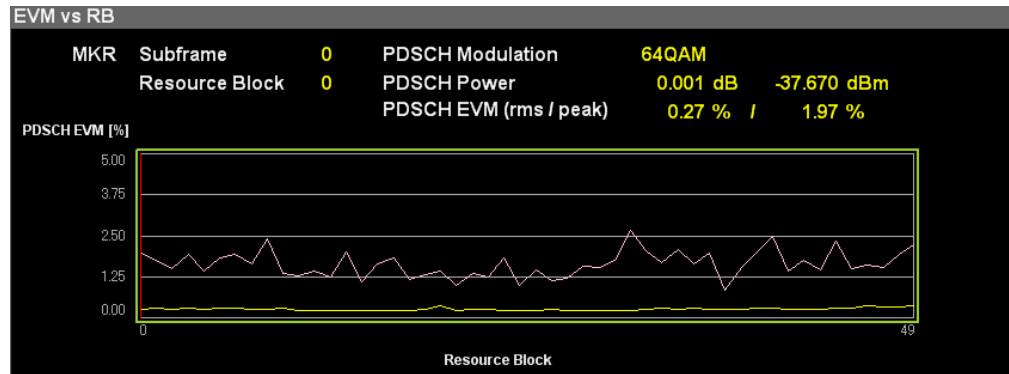 EVM vs RB
MKR Subframe 0 PDSCH Modulation 64QAM
Resource Block 0 PDSCH Power 0.001 dB -37.670 dBm
PDSCH EVM (rms / peak) 0.27 % / 1.97 %
PDSCH EVM [%]
5.00
3.75
2.50
1.25
0.00
0 49
Resource Block